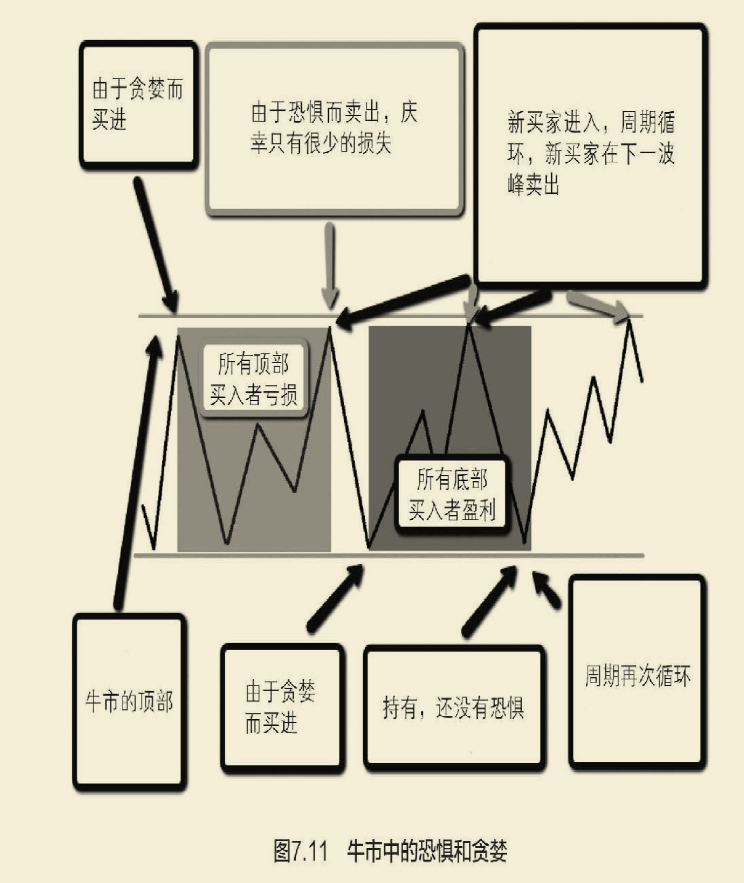 由于贪婪而
买进
由于恐惧而卖出，庆
幸只有很少的损失
新买家进入，周期循
环，新买家在下一波
峰卖出
所有顶部
买入者亏损
所有底部
买入者盈利
牛市的顶部
由于贪婪
而买进
持有，还没有恐惧
周期再次循环
图7.11 牛市中的恐惧和贪婪